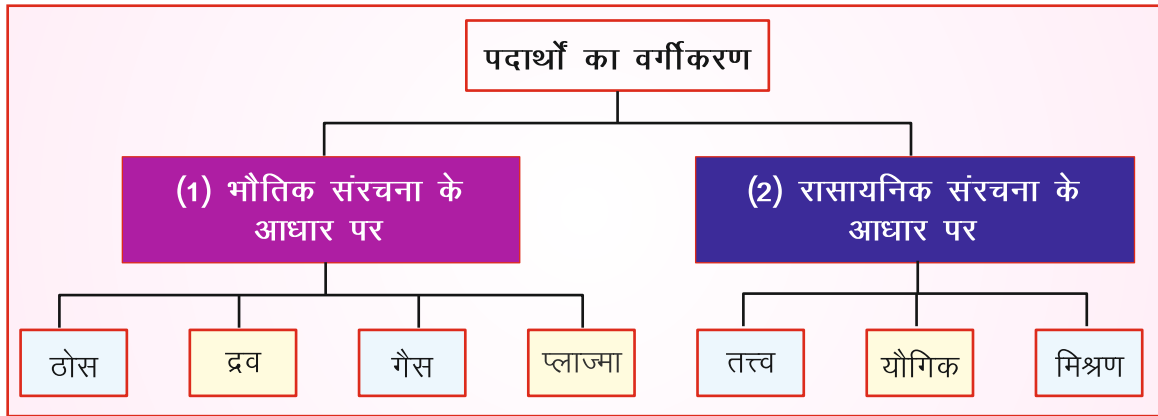 पदार्थों का वर्गीकरण
(1) भौतिक संरचना के
आधार पर
(2) रासायनिक संरचना के
आधार पर
ठोस
द्रव
गैस
प्लाज्मा
तत्त्व
यौगिक
मिश्रण